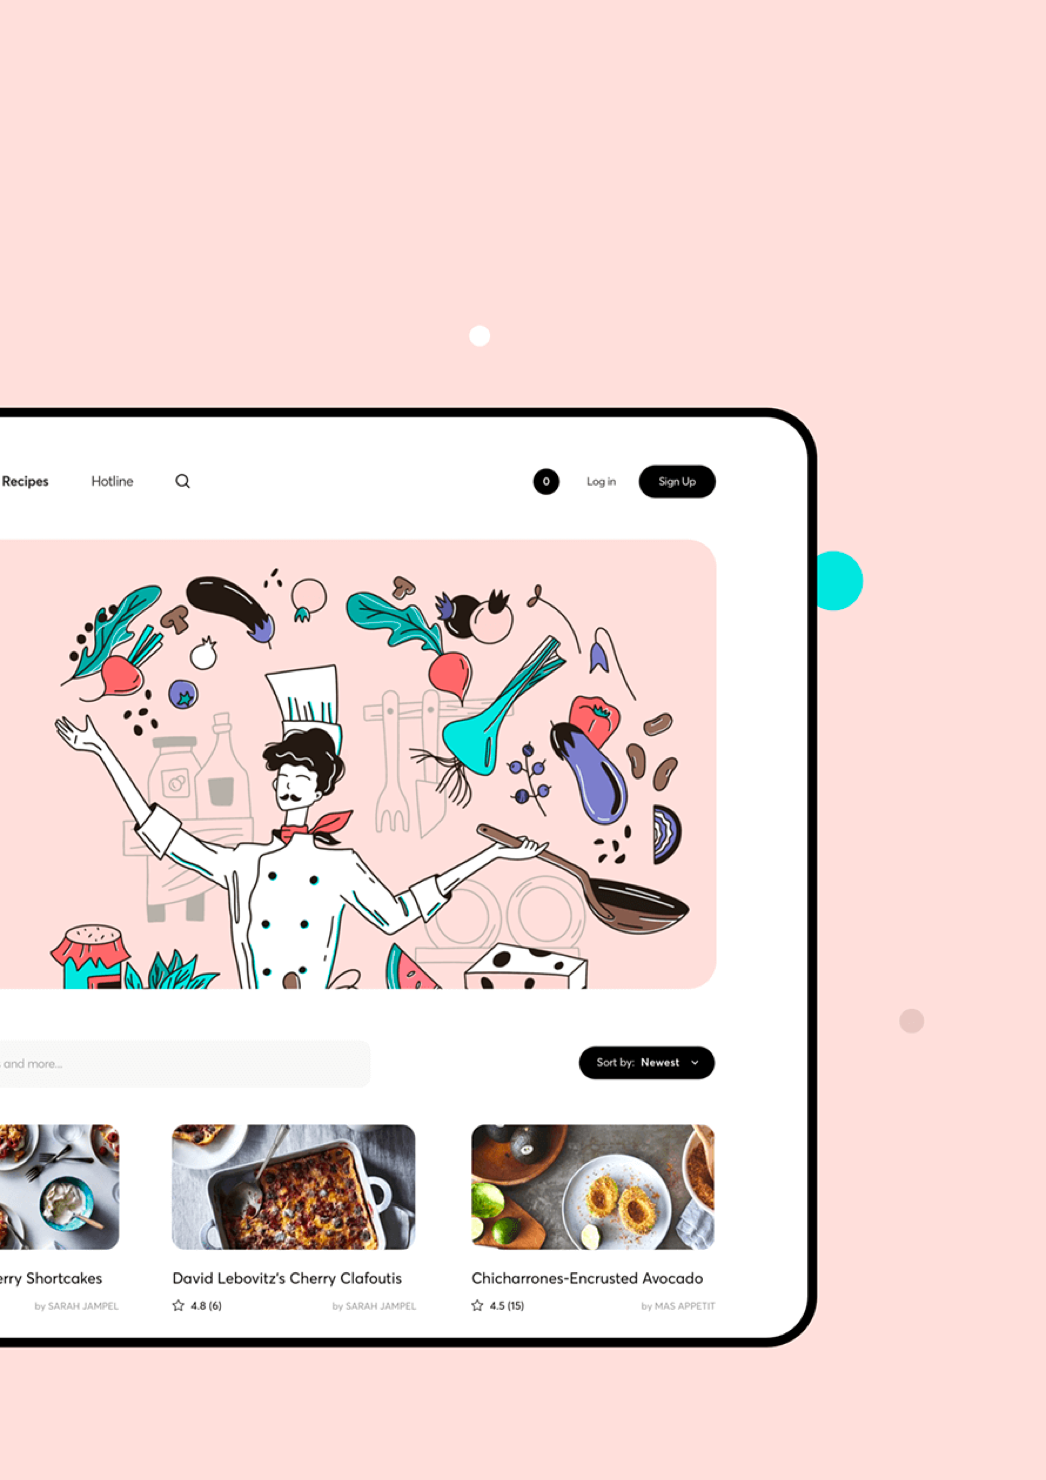 Recipes Hotline 0 Log in Sign Up
and more...
Sort by: Newest
Shortcakes David Lebovitz's Cherry Clafoutis Chicharrones-Encrusted Avocado
by SARAH JAMPEL 4.8 (6) by SARAH JAMPEL 4.5 (15) by MAS APPETIT